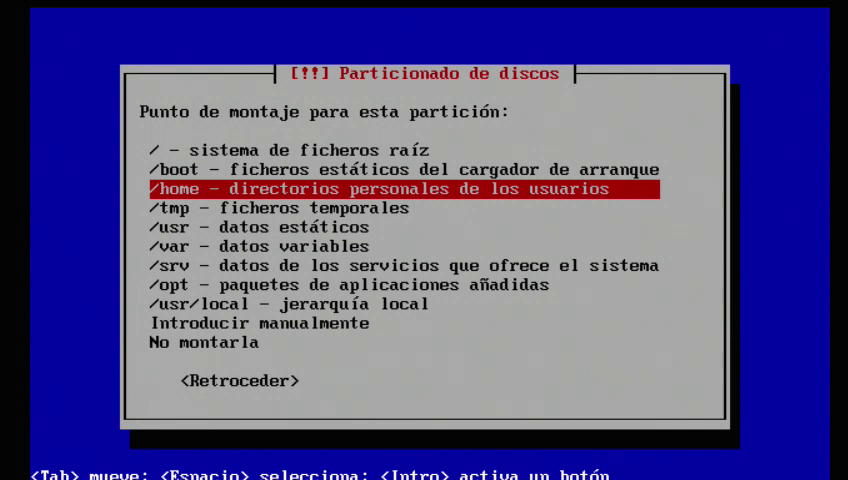 [!!] Particionado de discos
Punto de montaje para esta partición:
/ - sistema de ficheros raíz
/boot - ficheros estáticos del cargador de arranque
/home - directorios personales de los usuarios
/tmp - ficheros temporales
/usr - datos estáticos
/var - datos variables
/srv - datos de los servicios que ofrece el sistema
/opt - paquetes de aplicaciones añadidas
/usr/local - jerarquía local
Introducir manualmente
No montarla
<Retroceder>
<Tab> mueve; <Espacio> selecciona; <Intro> activa un botón